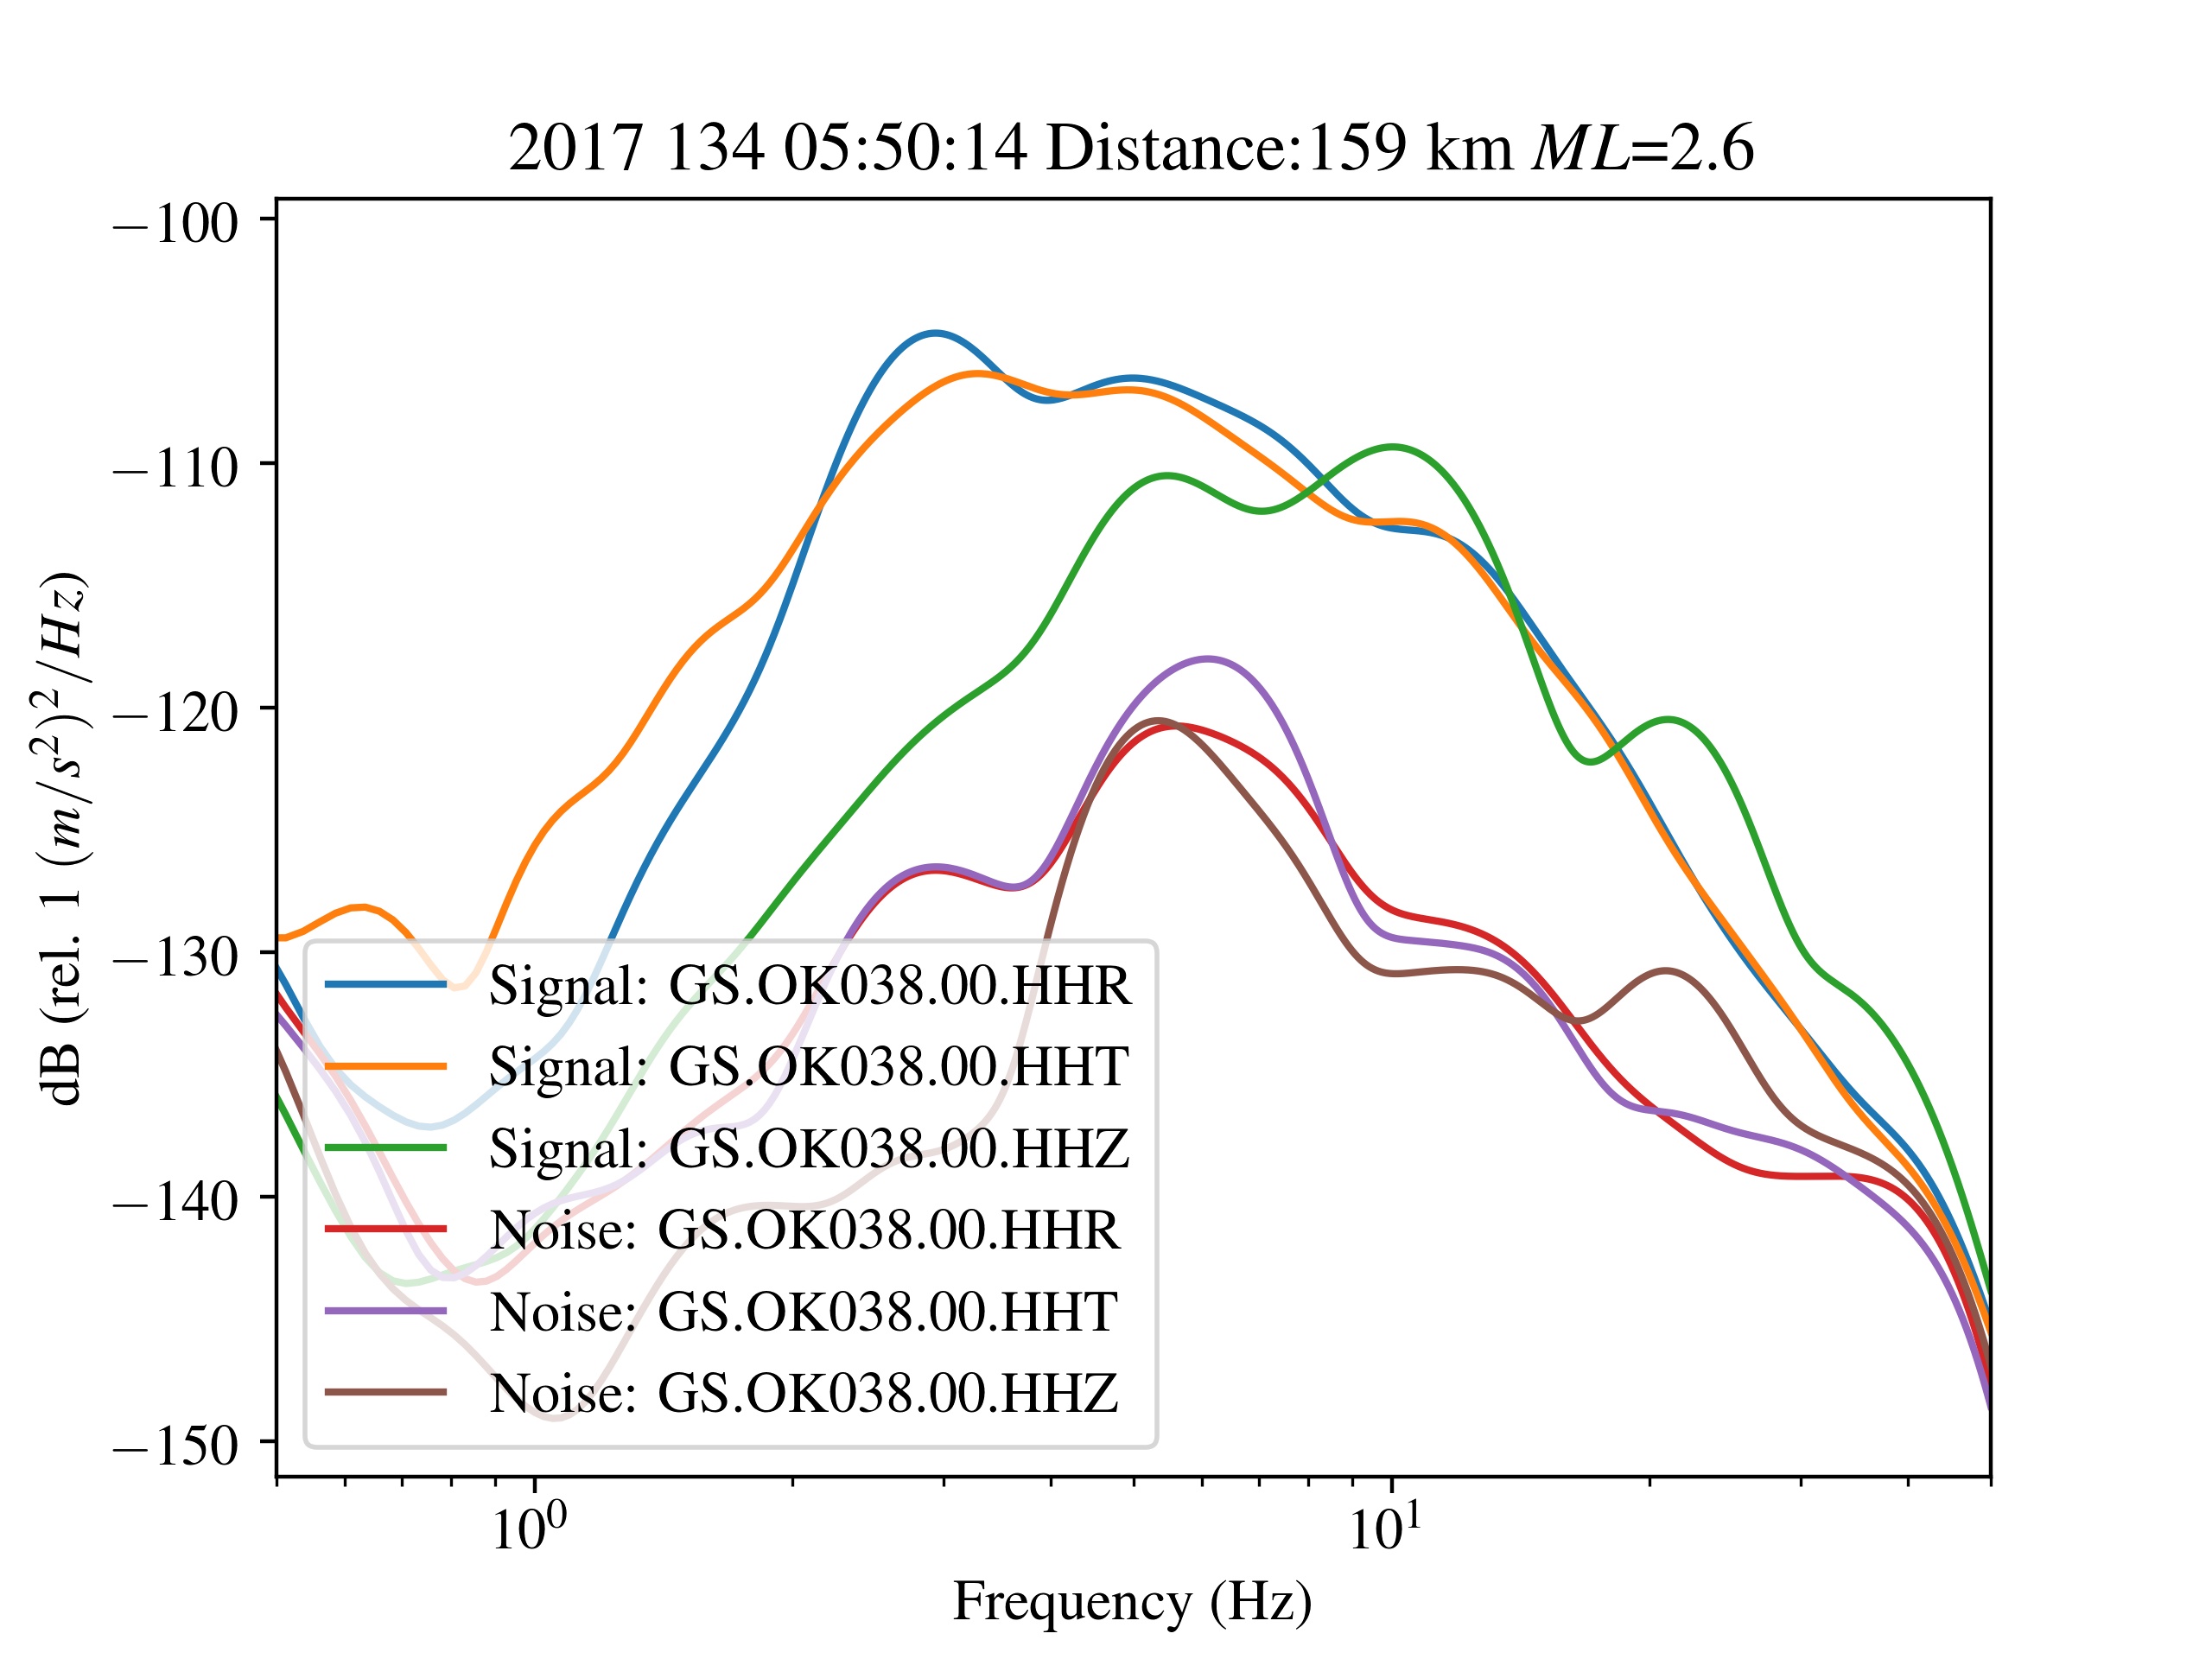 2017 134 05:50:14 Distance:159 km ML=2.6
−100
−110
−120
−130
−140
−150
dB (rel. 1 (m/s²)²/Hz)
Signal: GS.OK038.00.HHR
Signal: GS.OK038.00.HHT
Signal: GS.OK038.00.HHZ
Noise: GS.OK038.00.HHR
Noise: GS.OK038.00.HHT
Noise: GS.OK038.00.HHZ
10⁰ 10¹
Frequency (Hz)